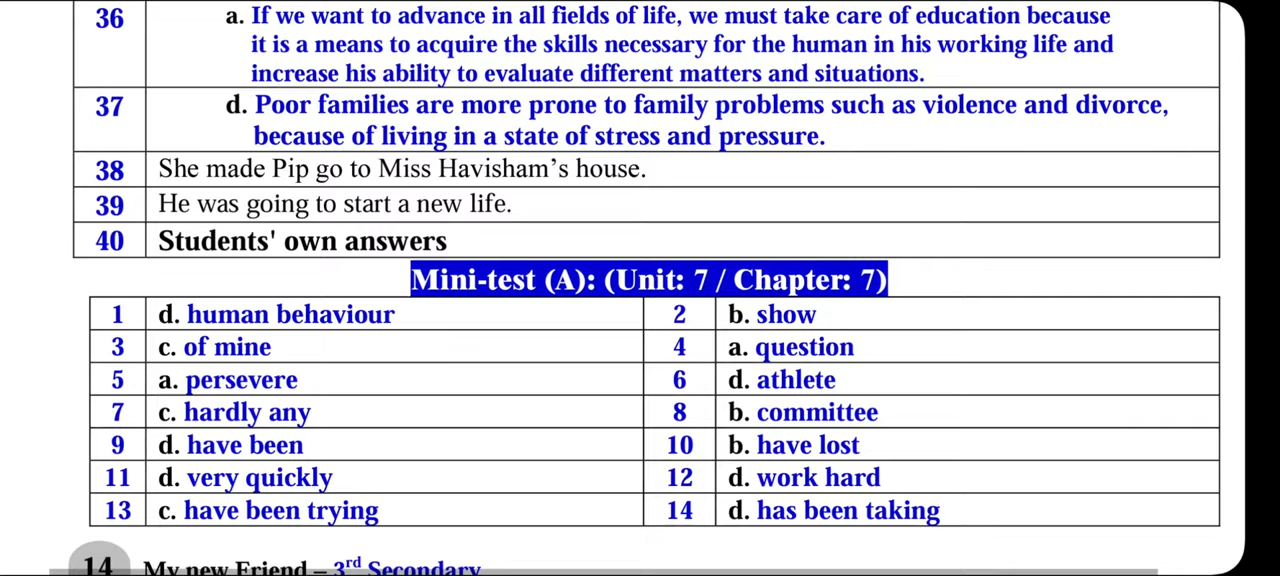 36 a. If we want to advance in all fields of life, we must take care of education because
it is a means to acquire the skills necessary for the human in his working life and
increase his ability to evaluate different matters and situations.
37 d. Poor families are more prone to family problems such as violence and divorce,
because of living in a state of stress and pressure.
38 She made Pip go to Miss Havisham’s house.
39 He was going to start a new life.
40 Students' own answers
Mini-test (A): (Unit: 7 / Chapter: 7)
1 d. human behaviour 2 b. show
3 c. of mine 4 a. question
5 a. persevere 6 d. athlete
7 c. hardly any 8 b. committee
9 d. have been 10 b. have lost
11 d. very quickly 12 d. work hard
13 c. have been trying 14 d. has been taking
14 My new Friend – 3rd Secondary